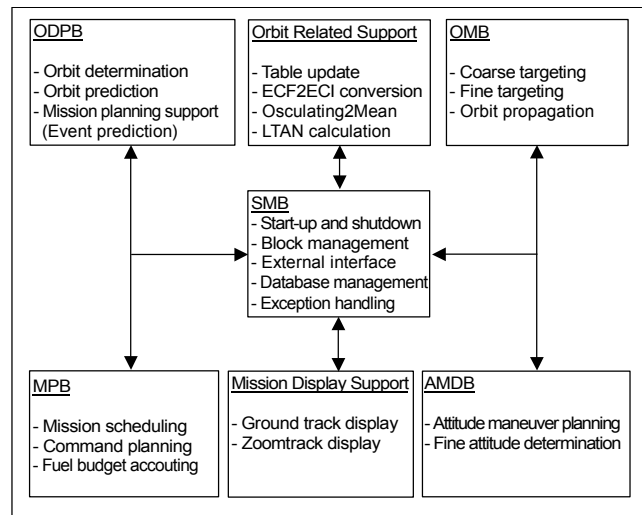 ODPB
- Orbit determination
- Orbit prediction
- Mission planning support
(Event prediction)
Orbit Related Support
- Table update
- ECF2ECI conversion
- Osculating2Mean
- LTAN calculation
OMB
- Coarse targeting
- Fine targeting
- Orbit propagation
SMB
- Start-up and shutdown
- Block management
- External interface
- Database management
- Exception handling
MPB
- Mission scheduling
- Command planning
- Fuel budget accouting
Mission Display Support
- Ground track display
- Zoomtrack display
AMDB
- Attitude maneuver planning
- Fine attitude determination